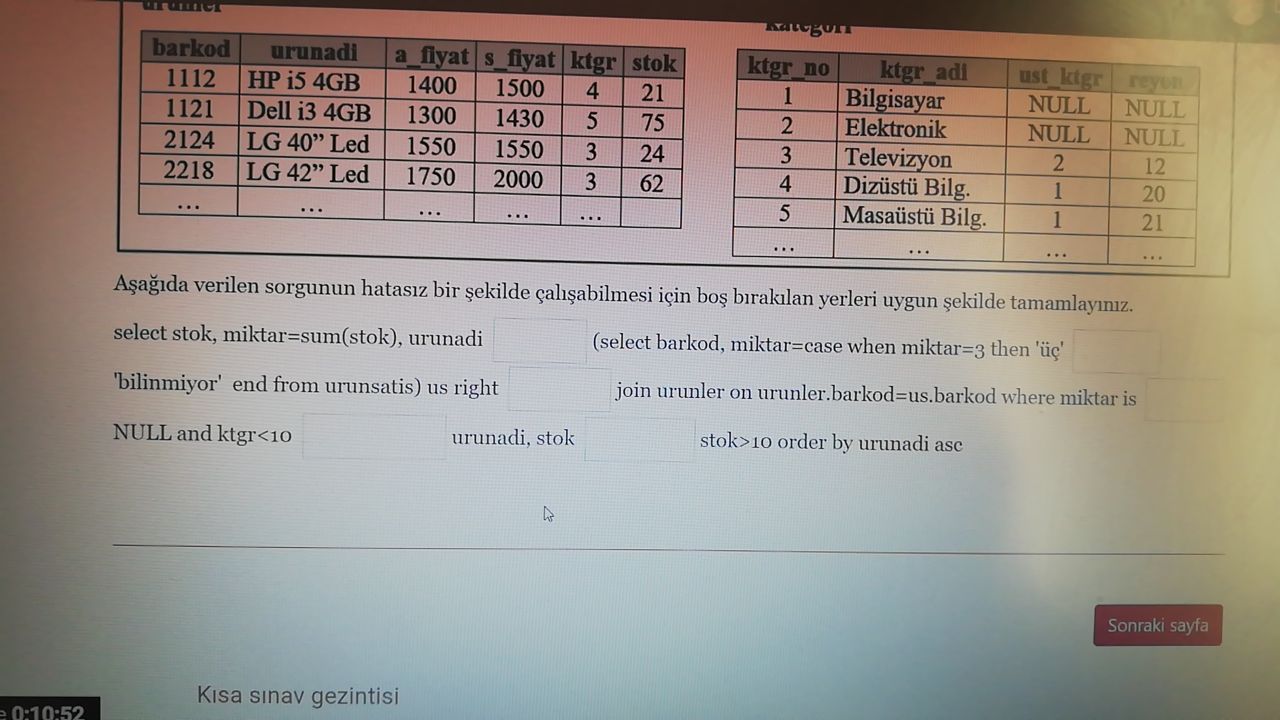 urunler
kategori
barkod urunadi a_fiyat s_fiyat ktgr stok
1112 HP i5 4GB 1400 1500 4 21
1121 Dell i3 4GB 1300 1430 5 75
2124 LG 40” Led 1550 1550 3 24
2218 LG 42” Led 1750 2000 3 62
... ... ... ... ...
ktgr_no ktgr_adi ust_ktgr reyon
1 Bilgisayar NULL NULL
2 Elektronik NULL NULL
3 Televizyon 2 12
4 Dizüstü Bilg. 1 20
5 Masaüstü Bilg. 1 21
... ... ... ...
Aşağıda verilen sorgunun hatasız bir şekilde çalışabilmesi için boş bırakılan yerleri uygun şekilde tamamlayınız.
select stok, miktar=sum(stok), urunadi (select barkod, miktar=case when miktar=3 then 'üç'
'bilinmiyor' end from urunsatis) us right join urunler on urunler.barkod=us.barkod where miktar is
NULL and ktgr<10 urunadi, stok stok>10 order by urunadi asc
Sonraki sayfa
Kısa sınav gezintisi
e 0:10:52